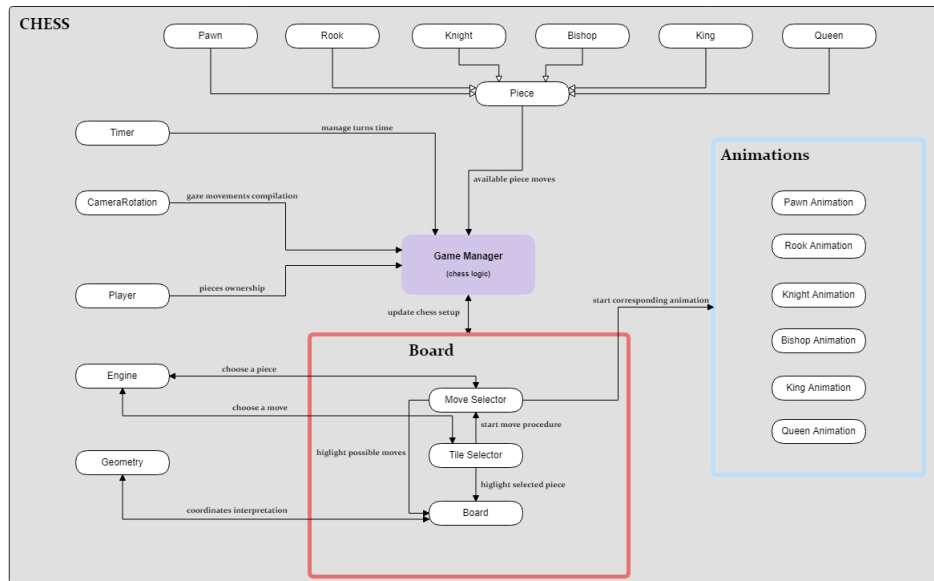 CHESS
Pawn
Rook
Knight
Bishop
King
Queen
Piece
Timer
manage turns time
available piece moves
CameraRotation
gaze movements compilation
Game Manager
(chess logic)
Player
pieces ownership
update chess setup
start corresponding animation
Animations
Pawn Animation
Rook Animation
Knight Animation
Bishop Animation
King Animation
Queen Animation
Board
Engine
choose a piece
Move Selector
choose a move
start move procedure
higlight possible moves
Tile Selector
Geometry
higlight selected piece
coordinates interpretation
Board